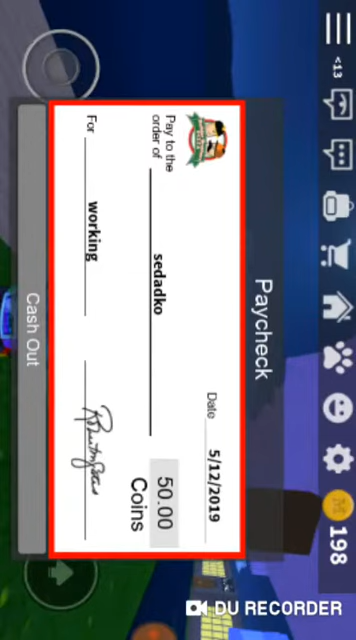 <13
198
Paycheck
Date 5/12/2019
Pay to the
order of sedadko
50.00
Coins
For working
Cash Out
DU RECORDER